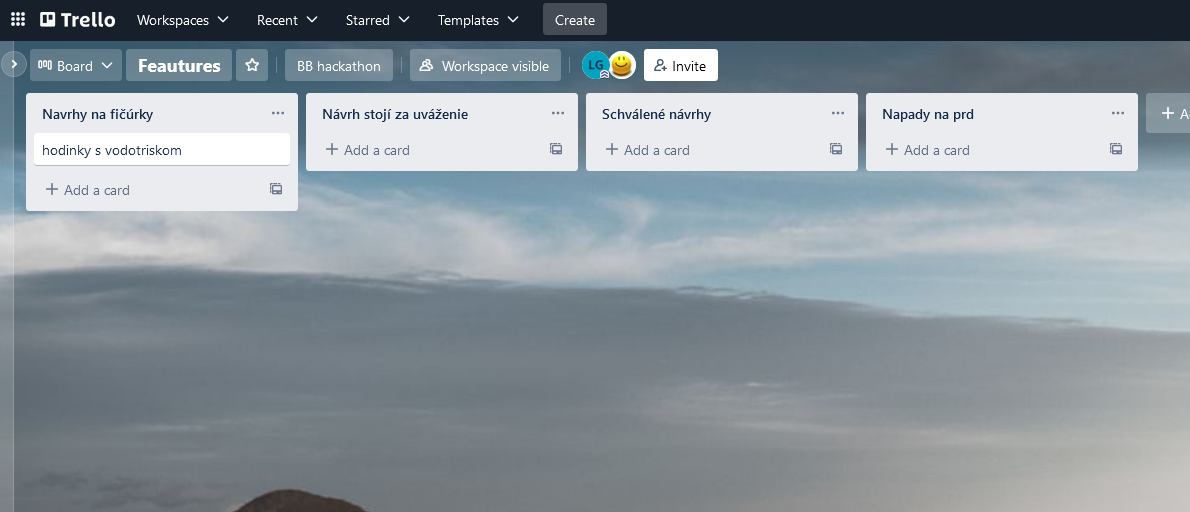 Trello Workspaces Recent Starred Templates Create
Board Feautures BB hackathon Workspace visible LG Invite
Navrhy na fičúrky
hodinky s vodotriskom
Add a card
Návrh stojí za uváženie
Add a card
Schválené návrhy
Add a card
Napady na prd
Add a card